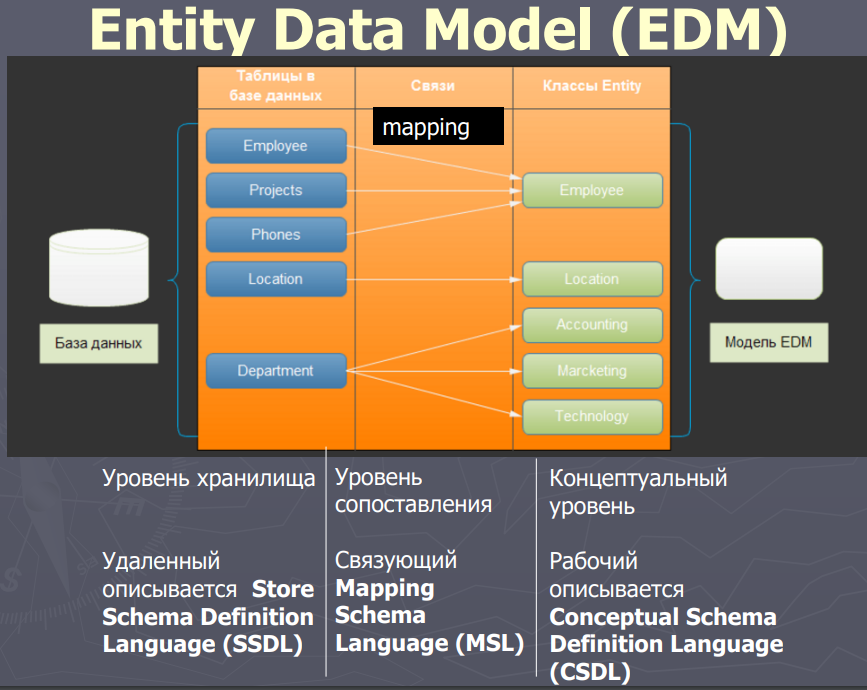 Entity Data Model (EDM)
Таблицы в
базе данных
Связи
Классы Entity
mapping
Employee
Projects
Phones
Location
Department
Employee
Location
Accounting
Marcketing
Technology
База данных
Модель EDM
Уровень хранилища
Удаленный
описывается Store
Schema Definition
Language (SSDL)
Уровень
сопоставления
Связующий
Mapping
Schema
Language (MSL)
Концептуальный
уровень
Рабочий
описывается
Conceptual Schema
Definition Language
(CSDL)